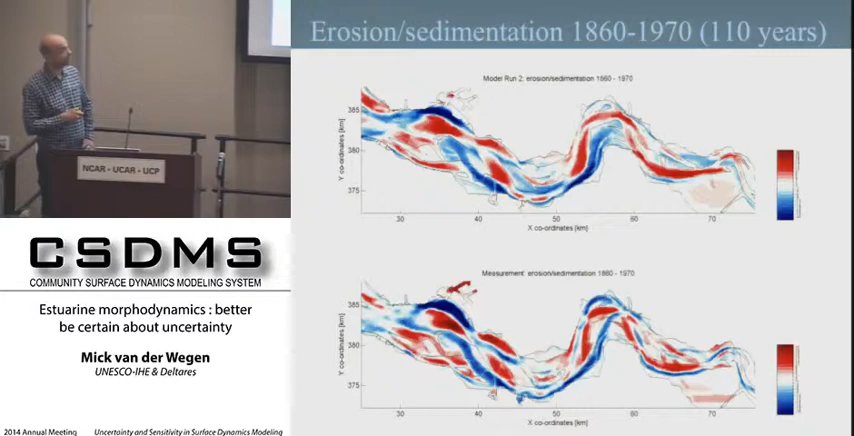 Erosion/sedimentation 1860-1970 (110 years)
Model Run 2: erosion/sedimentation 1860 - 1970
Y co-ordinates [km]
385
380
375
30 40 50 60 70
X co-ordinates [km]
Measurement: erosion/sedimentation 1860 - 1970
Y co-ordinates [km]
385
380
375
30 40 50 60 70
X co-ordinates [km]
NCAR - UCAR - UCP
CSDMS
COMMUNITY SURFACE DYNAMICS MODELING SYSTEM
Estuarine morphodynamics : better
be certain about uncertainty
Mick van der Wegen
UNESCO-IHE & Deltares
2014 Annual Meeting Uncertainty and Sensitivity in Surface Dynamics Modeling